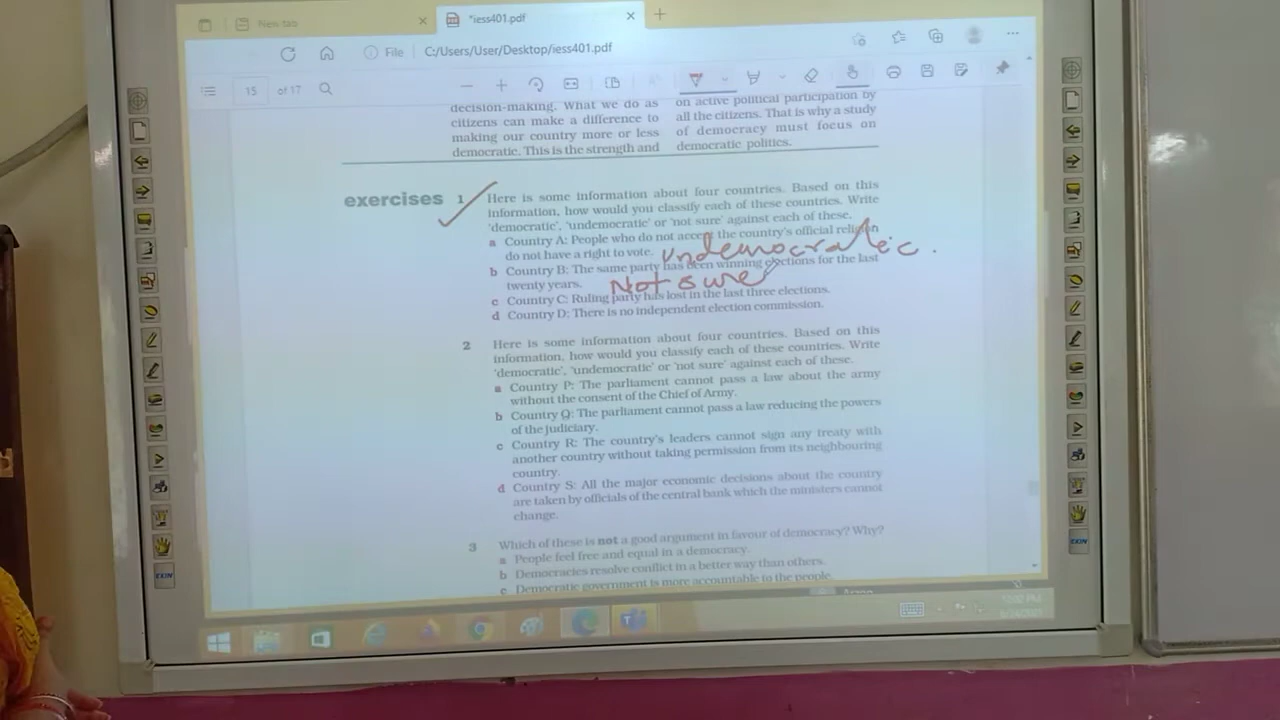 New tab
*iess401.pdf
File C:/Users/User/Desktop/iess401.pdf
15 of 17
decision-making. What we do as
citizens can make a difference to
making our country more or less
democratic. This is the strength and
on active political participation by
all the citizens. That is why a study
of democracy must focus on
democratic politics.
exercises 1 Here is some information about four countries. Based on this
information, how would you classify each of these countries. Write
'democratic', 'undemocratic' or 'not sure' against each of these.
a Country A: People who do not accept the country's official religion
do not have a right to vote. undemocratic.
b Country B: The same party has been winning elections for the last
twenty years. Not sure
c Country C: Ruling party has lost in the last three elections.
d Country D: There is no independent election commission.
2 Here is some information about four countries. Based on this
information, how would you classify each of these countries. Write
'democratic', 'undemocratic' or 'not sure' against each of these.
a Country P: The parliament cannot pass a law about the army
without the consent of the Chief of Army.
b Country Q: The parliament cannot pass a law reducing the powers
of the judiciary.
c Country R: The country's leaders cannot sign any treaty with
another country without taking permission from its neighbouring
country.
d Country S: All the major economic decisions about the country
are taken by officials of the central bank which the ministers cannot
change.
3 Which of these is not a good argument in favour of democracy? Why?
a People feel free and equal in a democracy.
b Democracies resolve conflict in a better way than others.
c Democratic government is more accountable to the people.